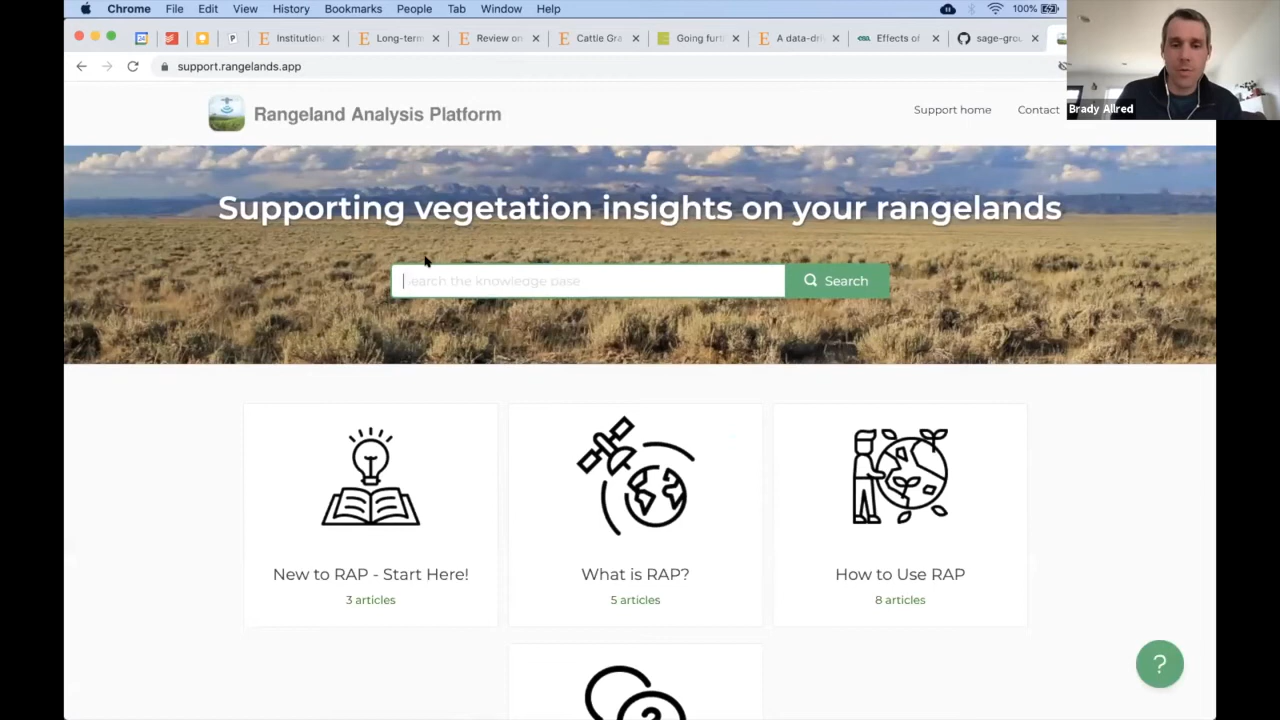 Chrome File Edit View History Bookmarks People Tab Window Help 100%
Institution Long-term Review on Cattle Gra Going furt A data-dri Effects of sage-grou
support.rangelands.app
Rangeland Analysis Platform
Support home Contact
Brady Allred
Supporting vegetation insights on your rangelands
Search the knowledge base
Search
New to RAP - Start Here!
3 articles
What is RAP?
5 articles
How to Use RAP
8 articles
?
?